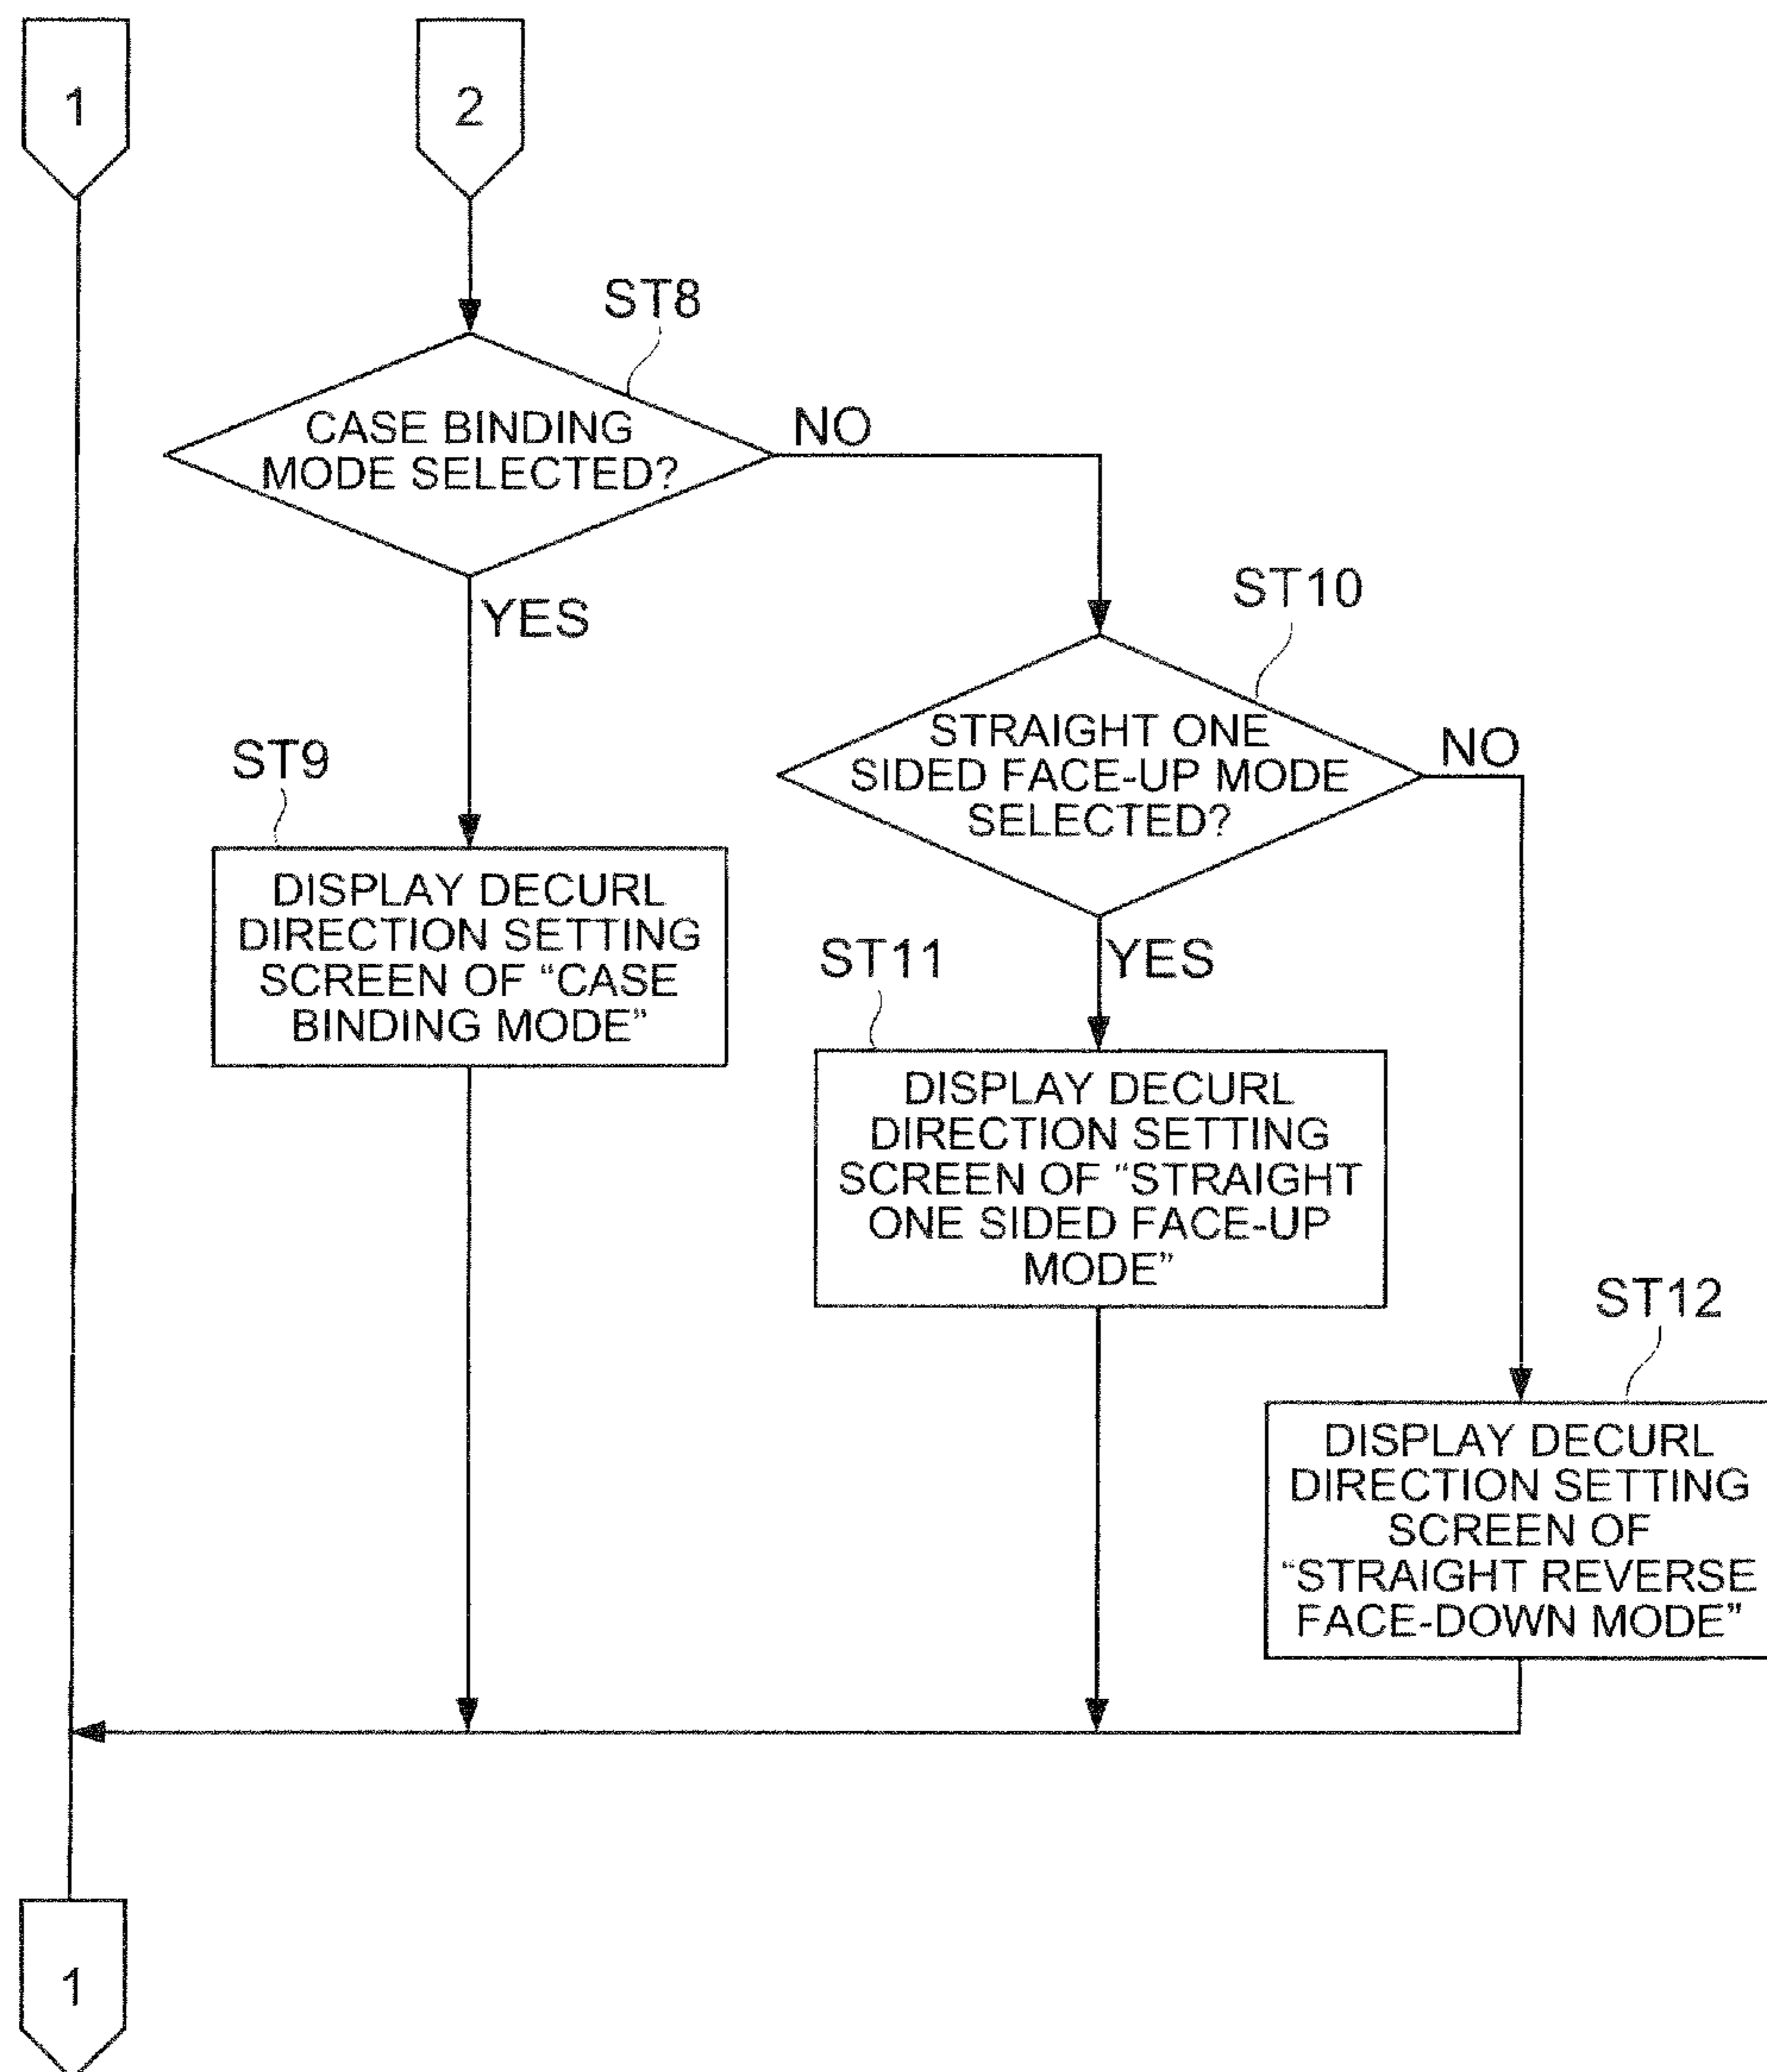 1
2
ST8
CASE BINDING
MODE SELECTED?
NO
YES
ST10
STRAIGHT ONE
SIDED FACE-UP MODE
SELECTED?
NO
YES
ST9
DISPLAY DECURL
DIRECTION SETTING
SCREEN OF “CASE
BINDING MODE”
ST11
DISPLAY DECURL
DIRECTION SETTING
SCREEN OF “STRAIGHT
ONE SIDED FACE-UP
MODE”
ST12
DISPLAY DECURL
DIRECTION SETTING
SCREEN OF
“STRAIGHT REVERSE
FACE-DOWN MODE”
1